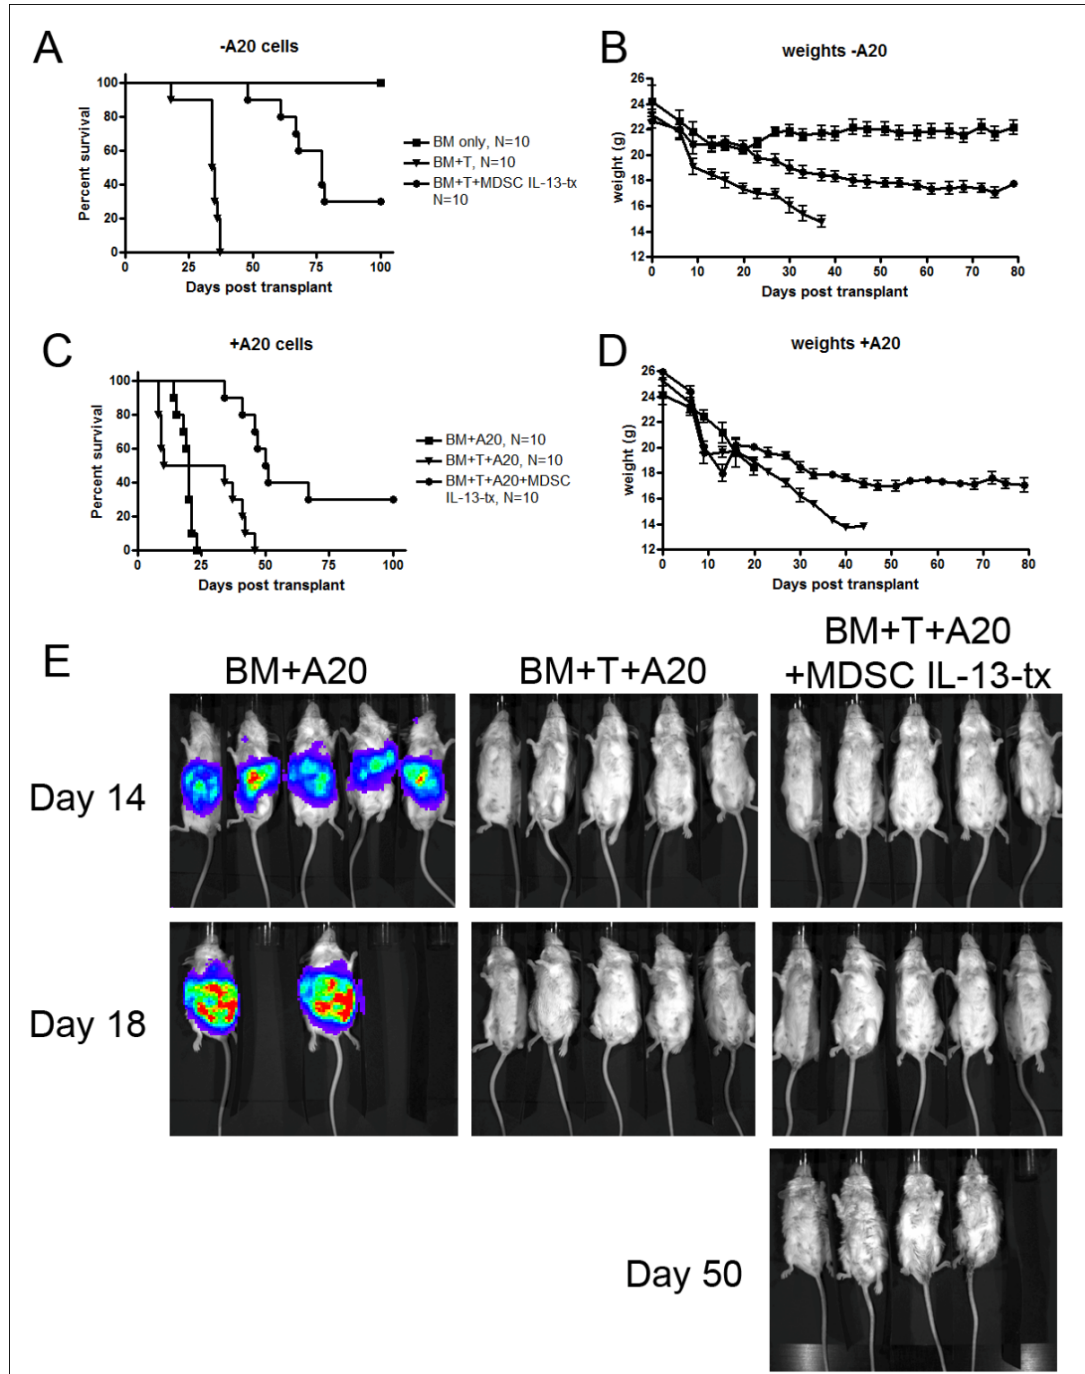 A
-A20 cells
Percent survival
100
80
60
40
20
0
0 25 50 75 100
Days post transplant
BM only, N=10
BM+T, N=10
BM+T+MDSC IL-13-tx
N=10
B
weights -A20
weight (g)
26
24
22
20
18
16
14
12
0 10 20 30 40 50 60 70 80
Days post transplant
C
+A20 cells
Percent survival
100
80
60
40
20
0
0 25 50 75 100
Days post transplant
BM+A20, N=10
BM+T+A20, N=10
BM+T+A20+MDSC
IL-13-tx, N=10
D
weights +A20
weight (g)
26
24
22
20
18
16
14
12
0 10 20 30 40 50 60 70 80
Days post transplant
E
BM+A20
BM+T+A20
BM+T+A20
+MDSC IL-13-tx
Day 14
Day 18
Day 50